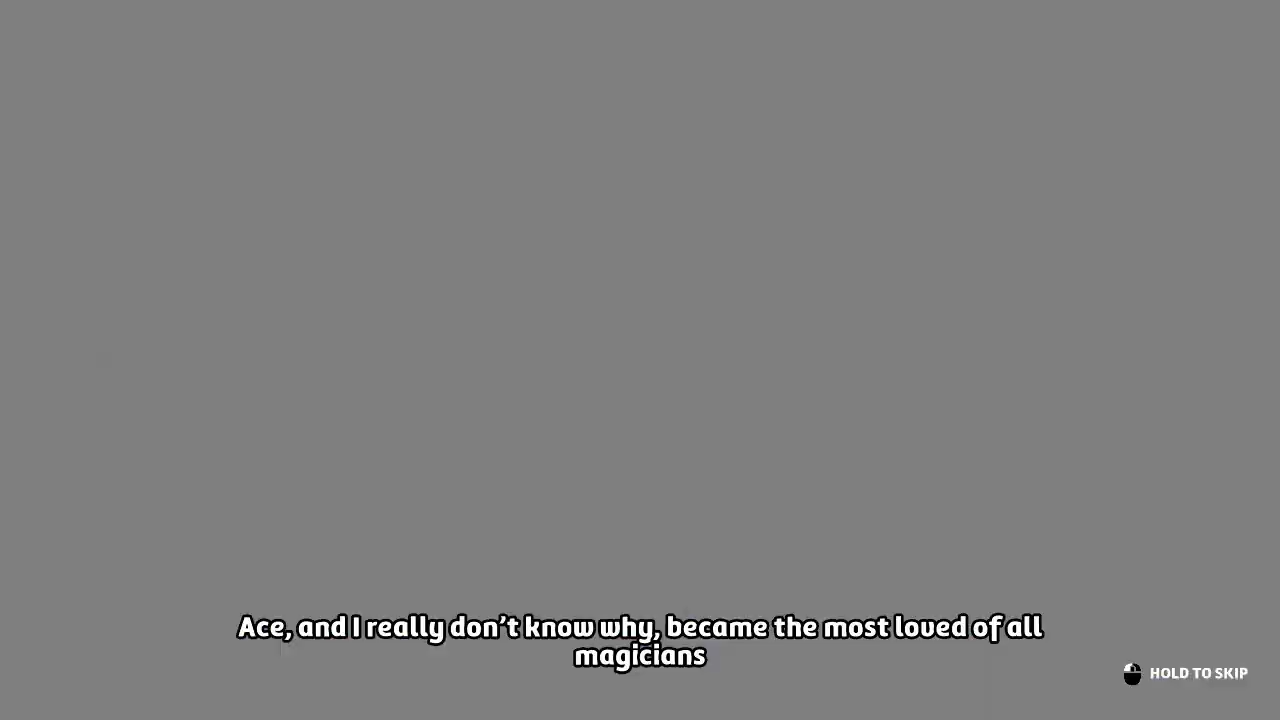 Ace, and I really don't know why, became the most loved of all
magicians
HOLD TO SKIP